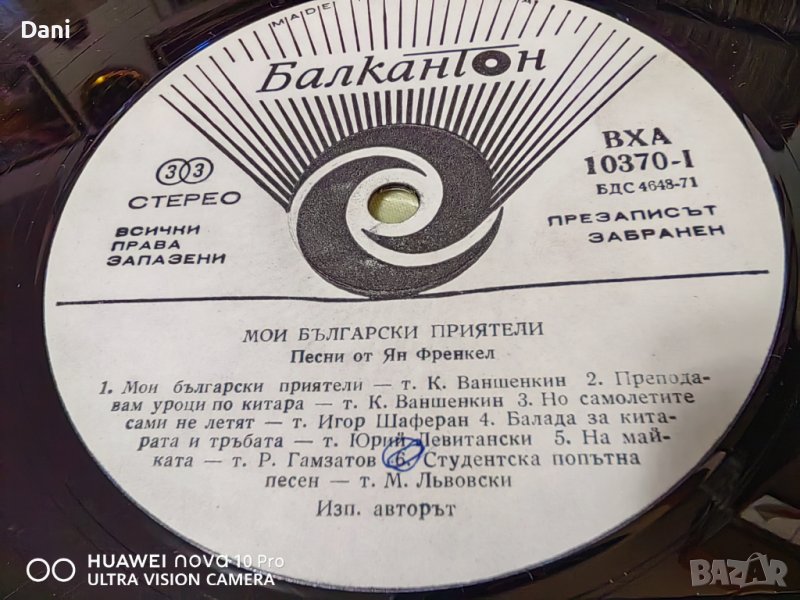 Dani
MADE
Балкантон
33
СТЕРЕО
ВСИЧКИ
ПРАВА
ЗАПАЗЕНИ
ВХА
10370-I
БДС 4648-71
ПРЕЗАПИСЪТ
ЗАБРАНЕН
МОИ БЪЛГАРСКИ ПРИЯТЕЛИ
Песни от Ян Френкел
1. Мои български приятели — т. К. Ваншенкин 2. Препода-
вам уроци по китара — т. К. Ваншенкин 3. Но самолетите
сами не летят — т. Игор Шаферан 4. Балада за кита-
рата и тръбата — т. Юрий Левитански 5. На май-
ката — т. Р. Гамзатов 6. Студентска попътна
песен — т. М. Львовски
Изп. авторът
HUAWEI nova 10 Pro
ULTRA VISION CAMERA
BAZAR